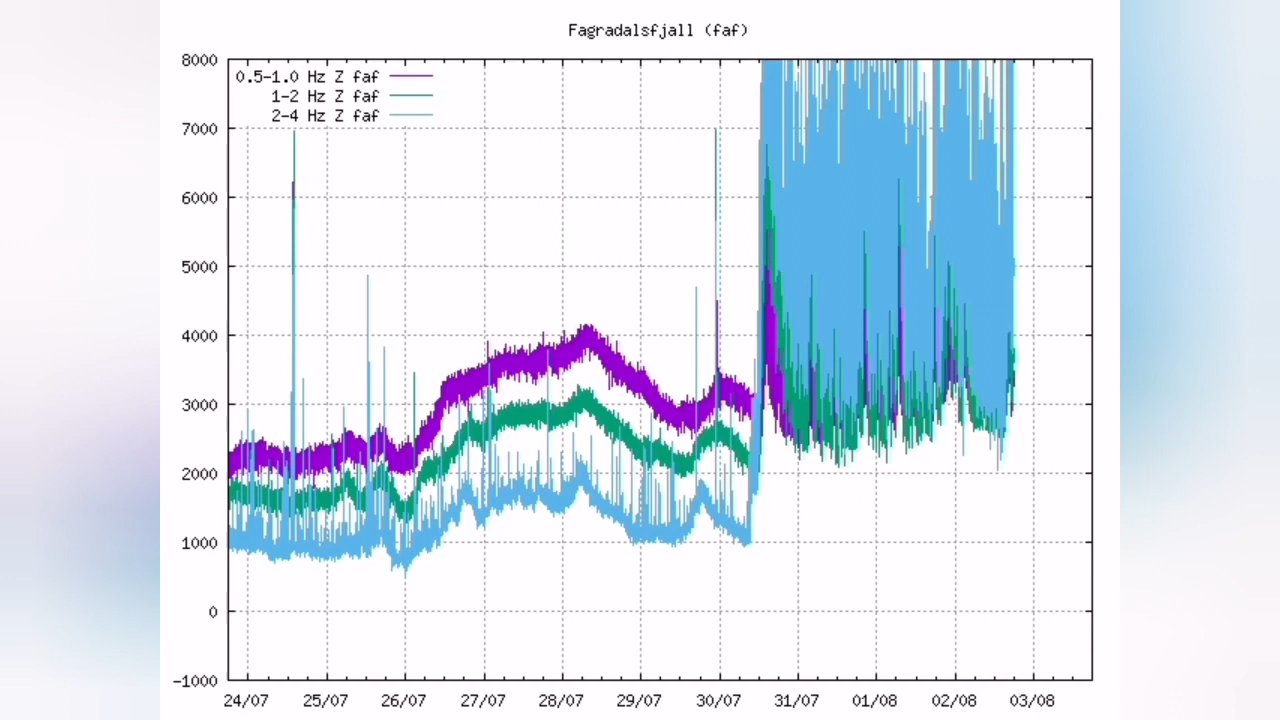 Fagradalsfjall (faf)
8000
0.5-1.0 Hz Z faf
1-2 Hz Z faf
2-4 Hz Z faf
7000
6000
5000
4000
3000
2000
1000
0
-1000
24/07 25/07 26/07 27/07 28/07 29/07 30/07 31/07 01/08 02/08 03/08